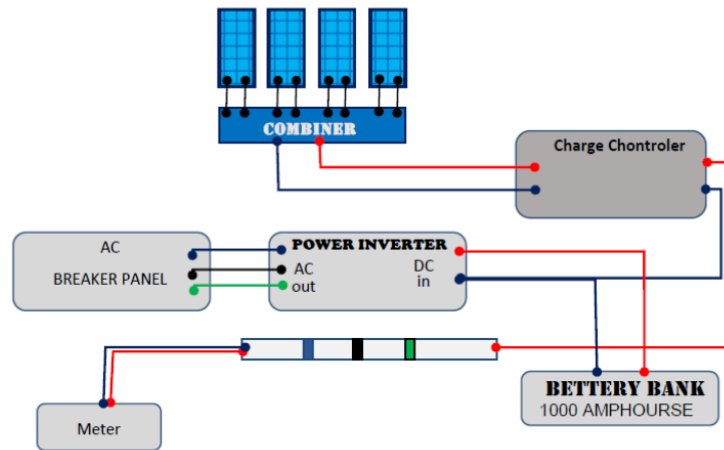 COMBINER
Charge Chontroler
AC
BREAKER PANEL
POWER INVERTER
AC
out
DC
in
BETTERY BANK
1000 AMPHOURSE
Meter